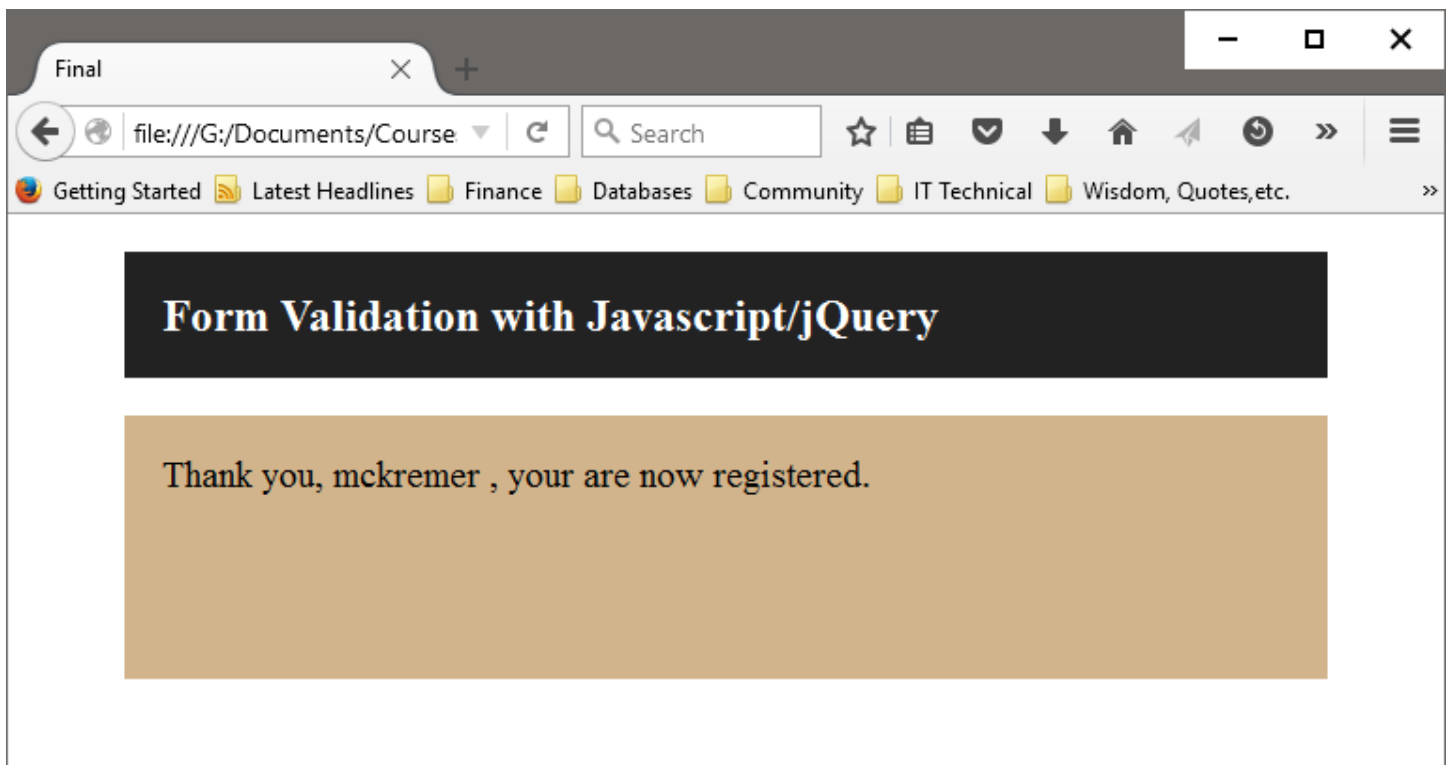 Final
file:///G:/Documents/Course
Search
Getting Started Latest Headlines Finance Databases Community IT Technical Wisdom, Quotes,etc.
Form Validation with Javascript/jQuery
Thank you, mckremer , your are now registered.